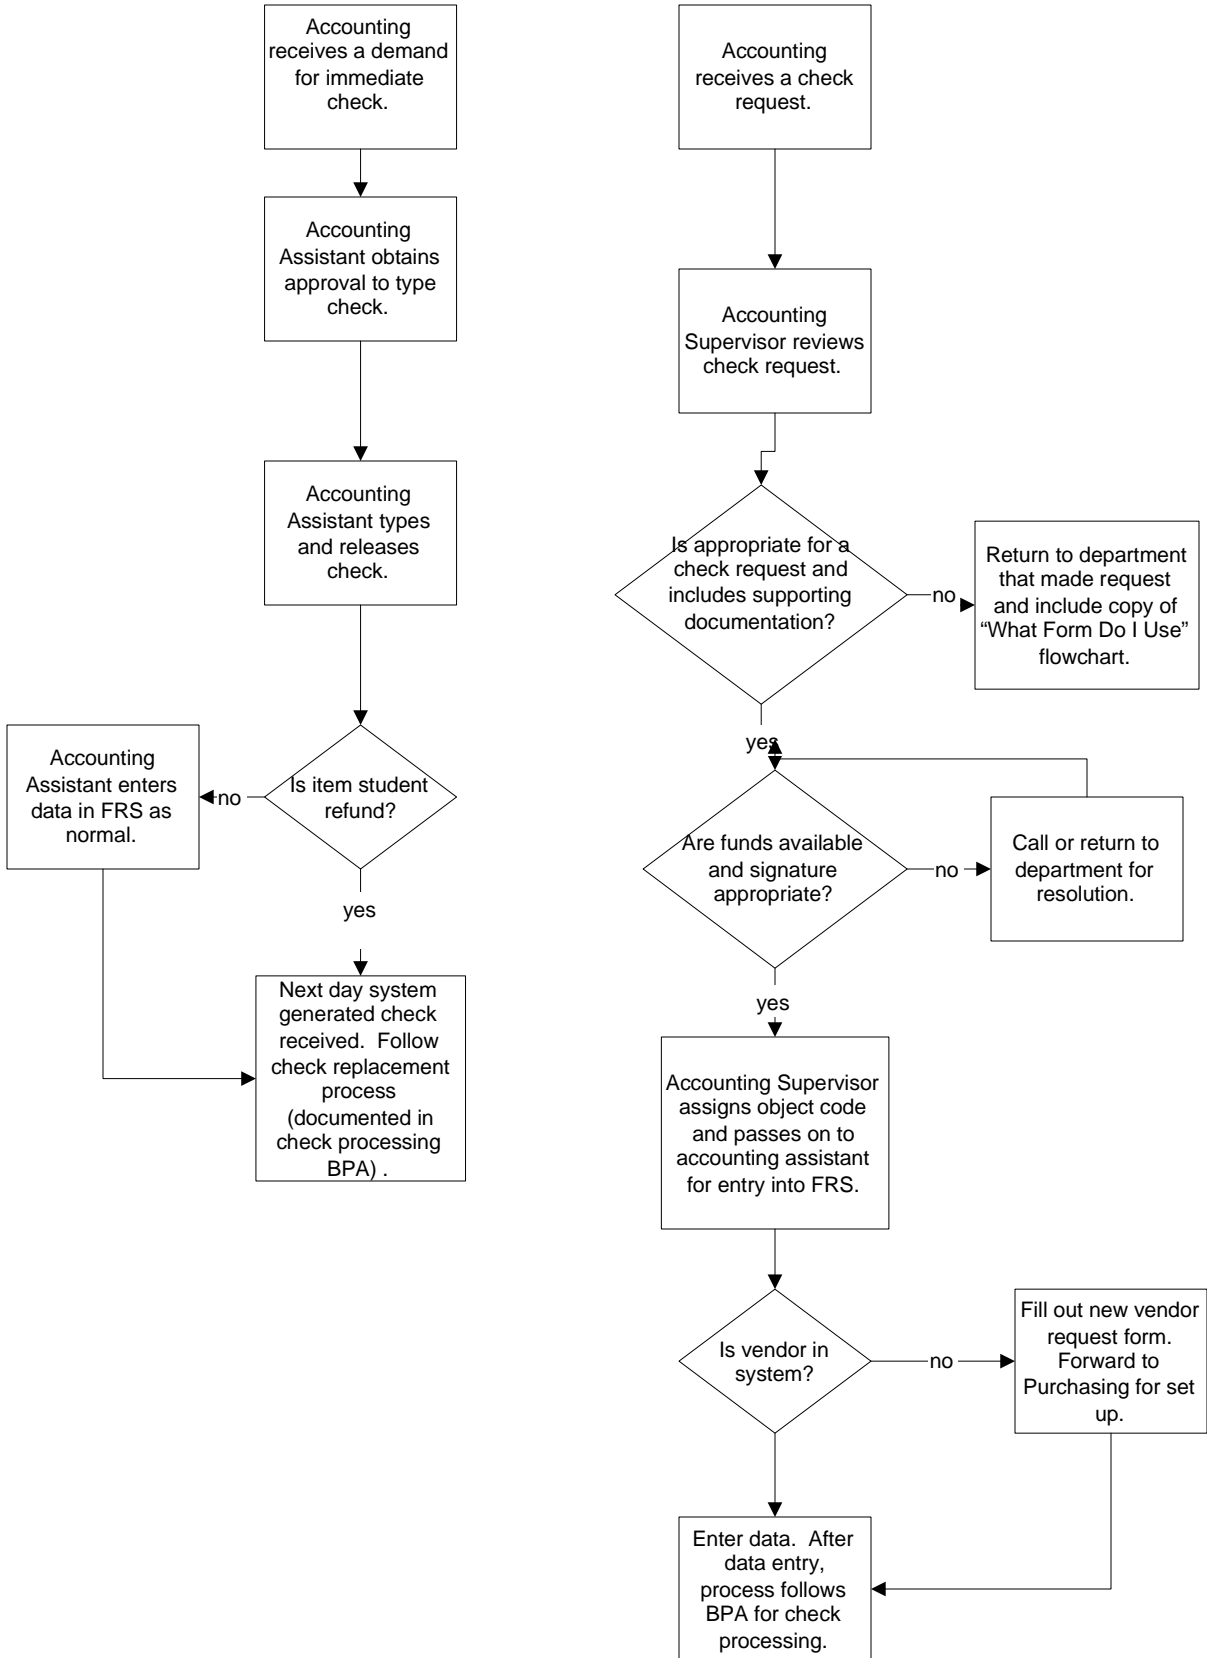 Accounting
receives a demand
for immediate
check.
Accounting
Assistant obtains
approval to type
check.
Accounting
Assistant types
and releases
check.
Is item student
refund?
no
Accounting
Assistant enters
data in FRS as
normal.
yes
Next day system
generated check
received.  Follow
check replacement
process
(documented in
check processing
BPA) .
Accounting
receives a check
request.
Accounting
Supervisor reviews
check request.
Is appropriate for a
check request and
includes supporting
documentation?
no
Return to department
that made request
and include copy of
“What Form Do I Use”
flowchart.
yes
Are funds available
and signature
appropriate?
no
Call or return to
department for
resolution.
yes
Accounting Supervisor
assigns object code
and passes on to
accounting assistant
for entry into FRS.
Is vendor in
system?
no
Fill out new vendor
request form.
Forward to
Purchasing for set
up.
Enter data.  After
data entry,
process follows
BPA for check
processing.